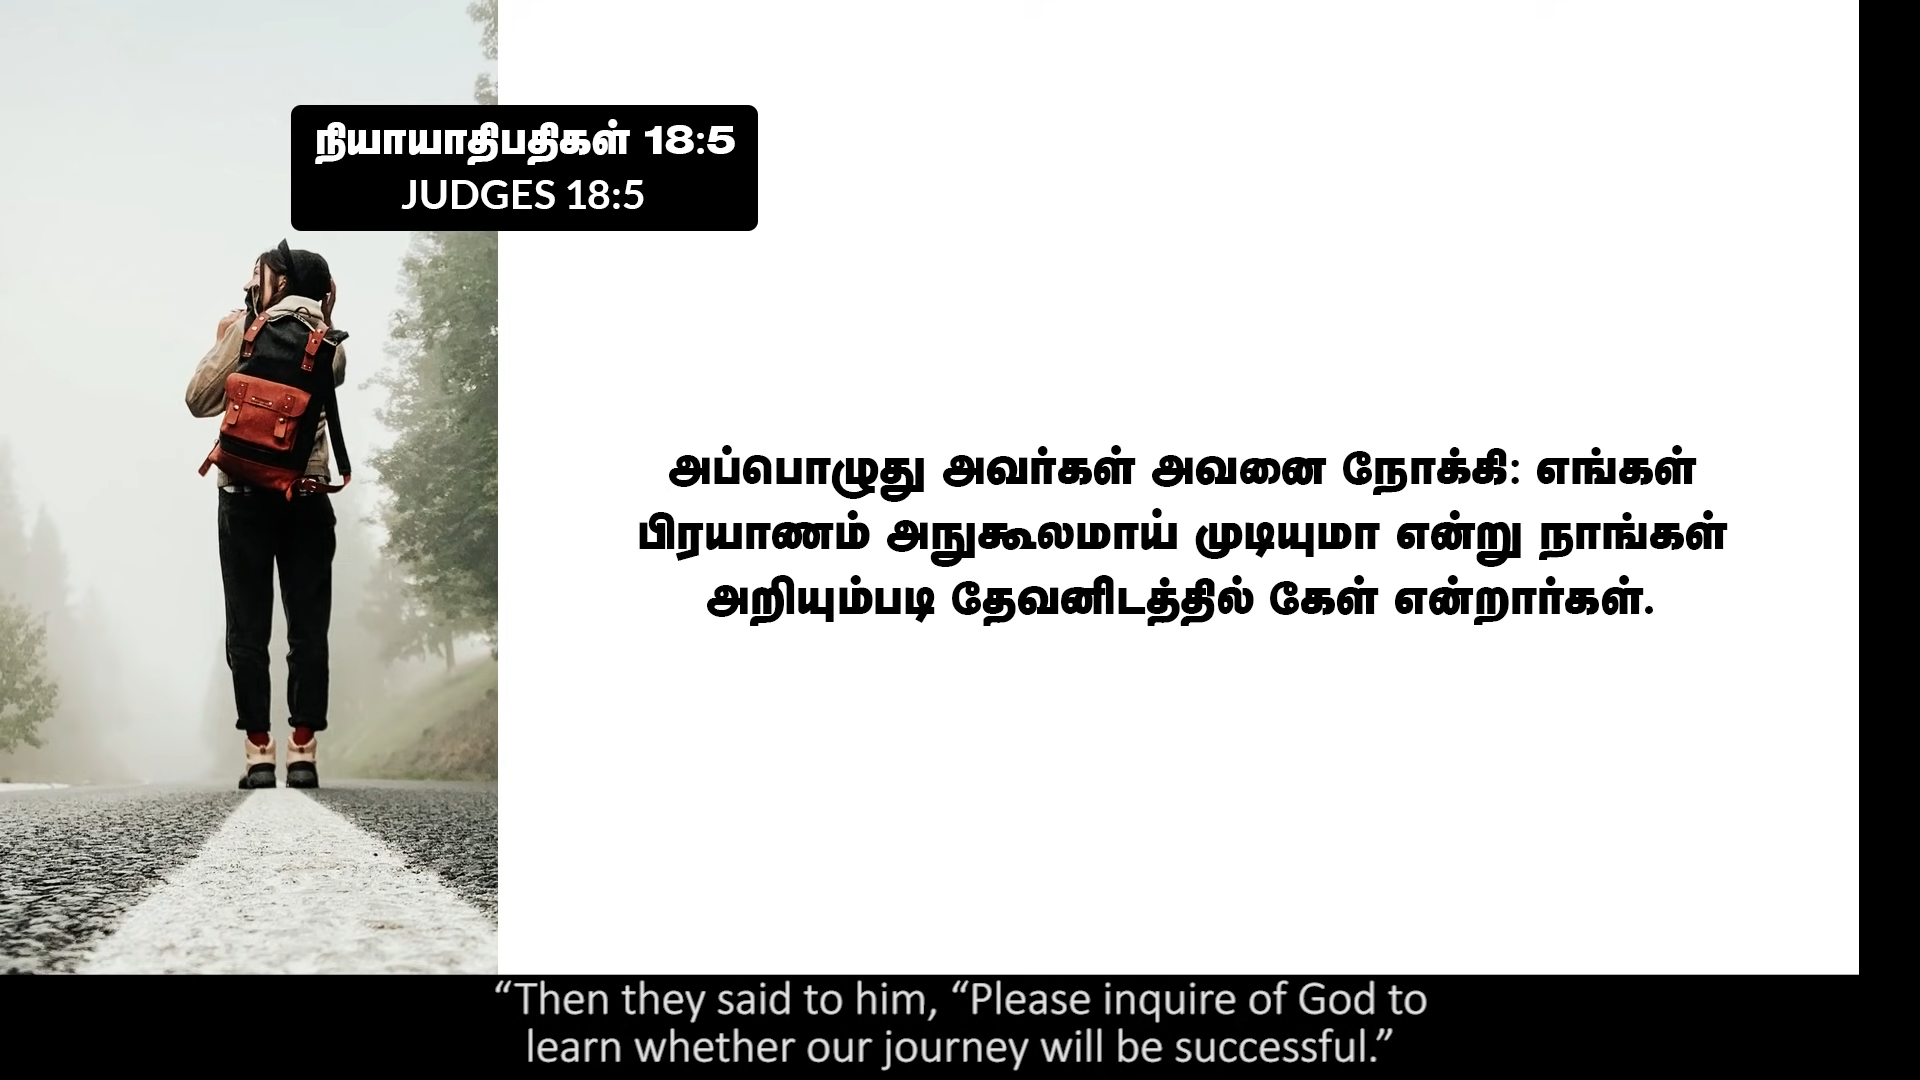 நியாயாதிபதிகள் 18:5
JUDGES 18:5
அப்பொழுது அவர்கள் அவனை நோக்கி: எங்கள்
பிரயாணம் அநுகூலமாய் முடியுமா என்று நாங்கள்
அறியும்படி தேவனிடத்தில் கேள் என்றார்கள்.
“Then they said to him, “Please inquire of God to
learn whether our journey will be successful.”